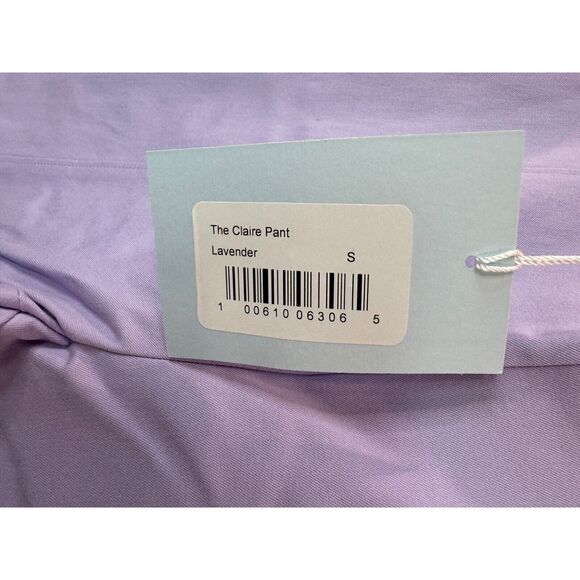 The Claire Pant
Lavender S
1 00610 06306 5